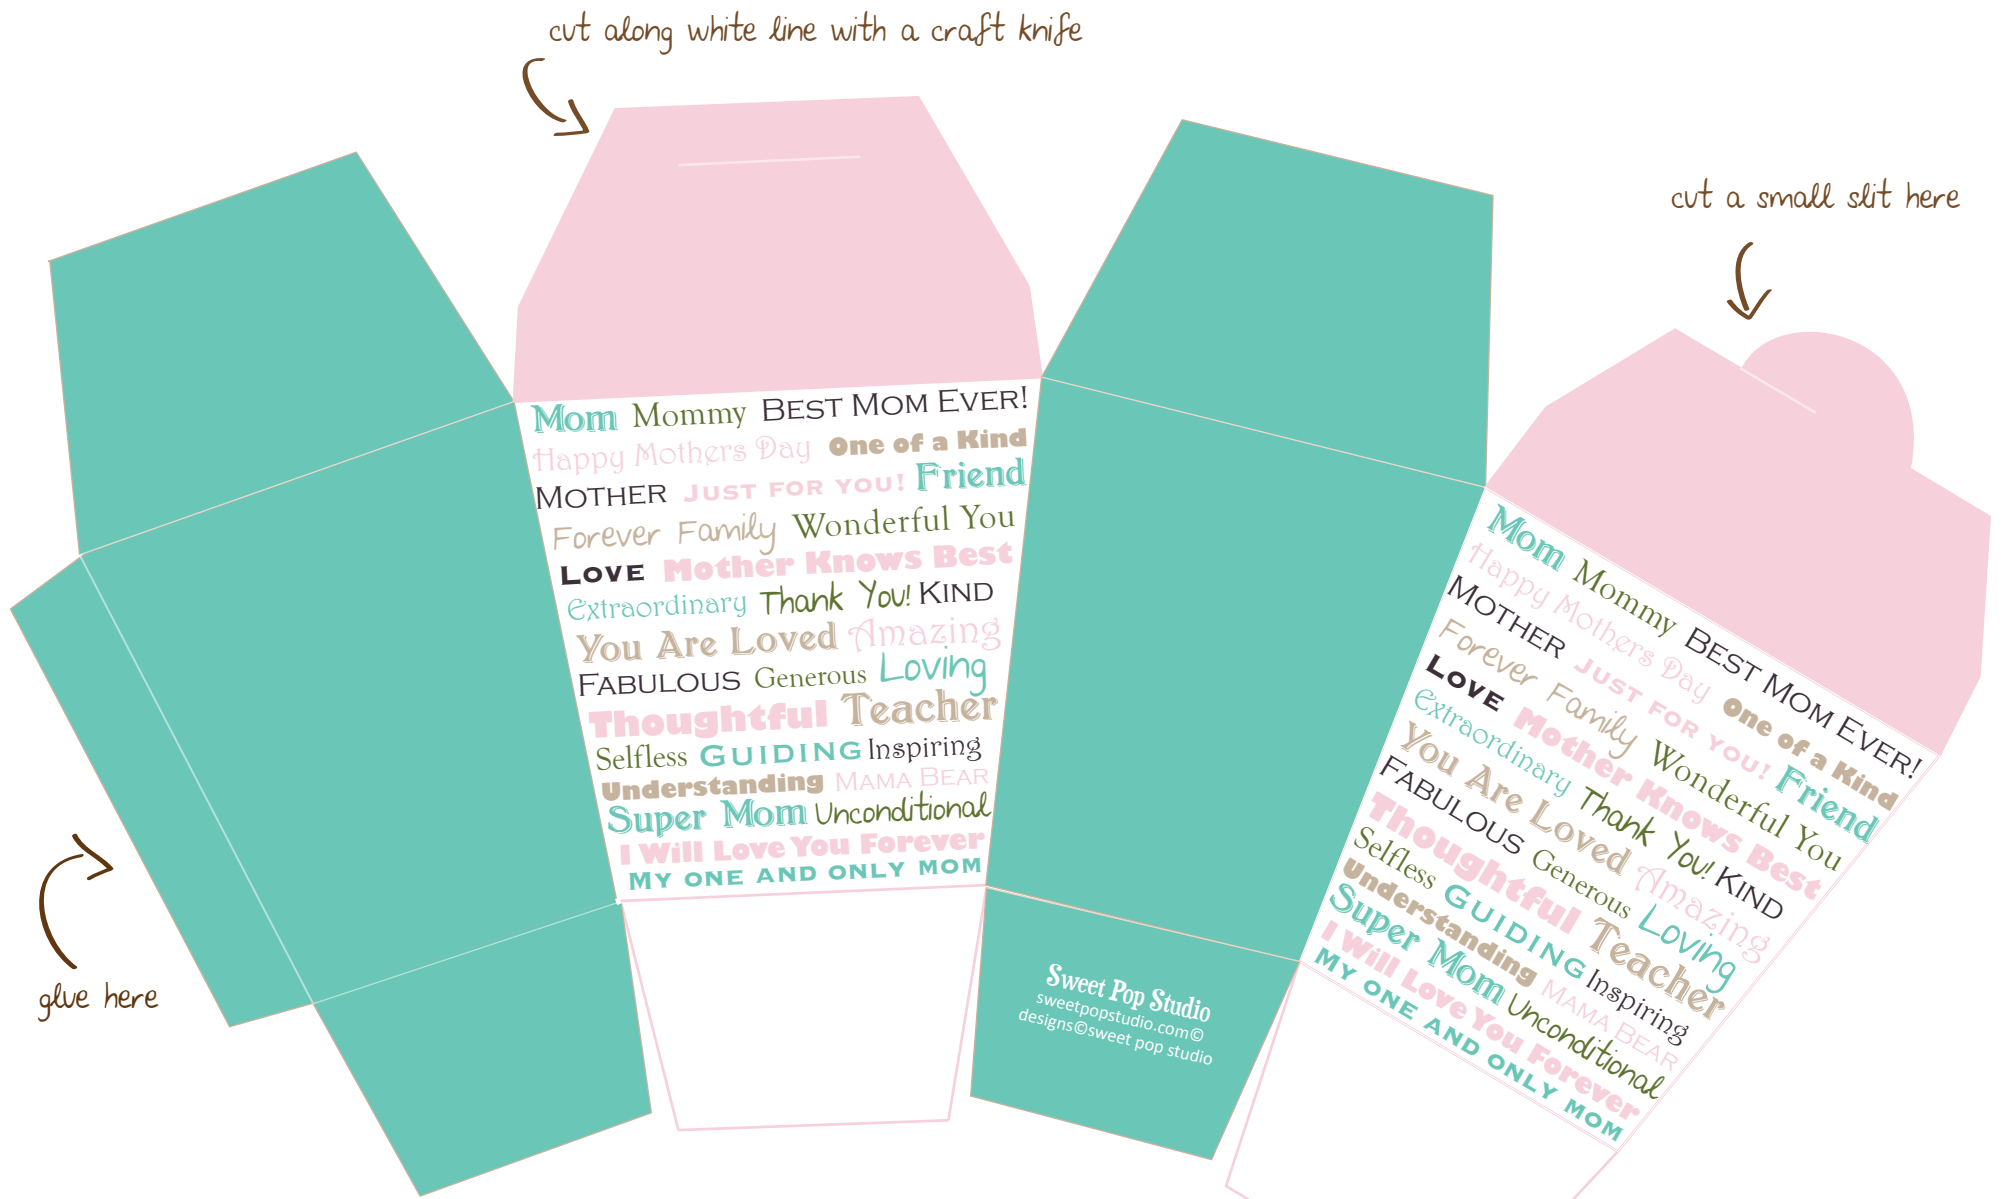 cut along white line with a craft knife
cut a small slit here
Mom Mommy BEST MOM EVER!
Happy Mothers Day One of a Kind
MOTHER JUST FOR YOU! Friend
Forever Family Wonderful You
LOVE Mother Knows Best
Extraordinary Thank You! KIND
You Are Loved Amazing
FABULOUS Generous Loving
Thoughtful Teacher
Selfless GUIDING Inspiring
Understanding MAMA BEAR
Super Mom Unconditional
I Will Love You Forever
MY ONE AND ONLY MOM
Mom Mommy BEST MOM EVER!
Happy Mothers Day One of a Kind
MOTHER JUST FOR YOU! Friend
Forever Family Wonderful You
LOVE Mother Knows Best
Extraordinary Thank You! KIND
You Are Loved Amazing
FABULOUS Generous Loving
Thoughtful Teacher
Selfless GUIDING Inspiring
Understanding MAMA BEAR
Super Mom Unconditional
I Will Love You Forever
MY ONE AND ONLY MOM
glue here
Sweet Pop Studio
sweetpopstudio.com©
designs©sweet pop studio